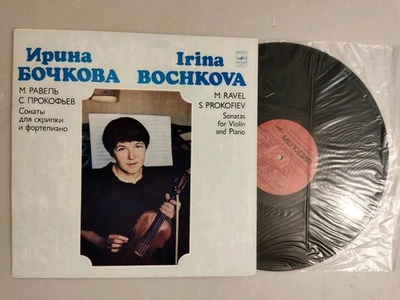 Ирина
БОЧКОВА
М. РАВЕЛЬ
С. ПРОКОФЬЕВ
Сонаты
для скрипки
и фортепиано
Irina
BOCHKOVA
M. RAVEL
S. PROKOFIEV
Sonatas
for Violin
and Piano
МЕЛОДИЯ